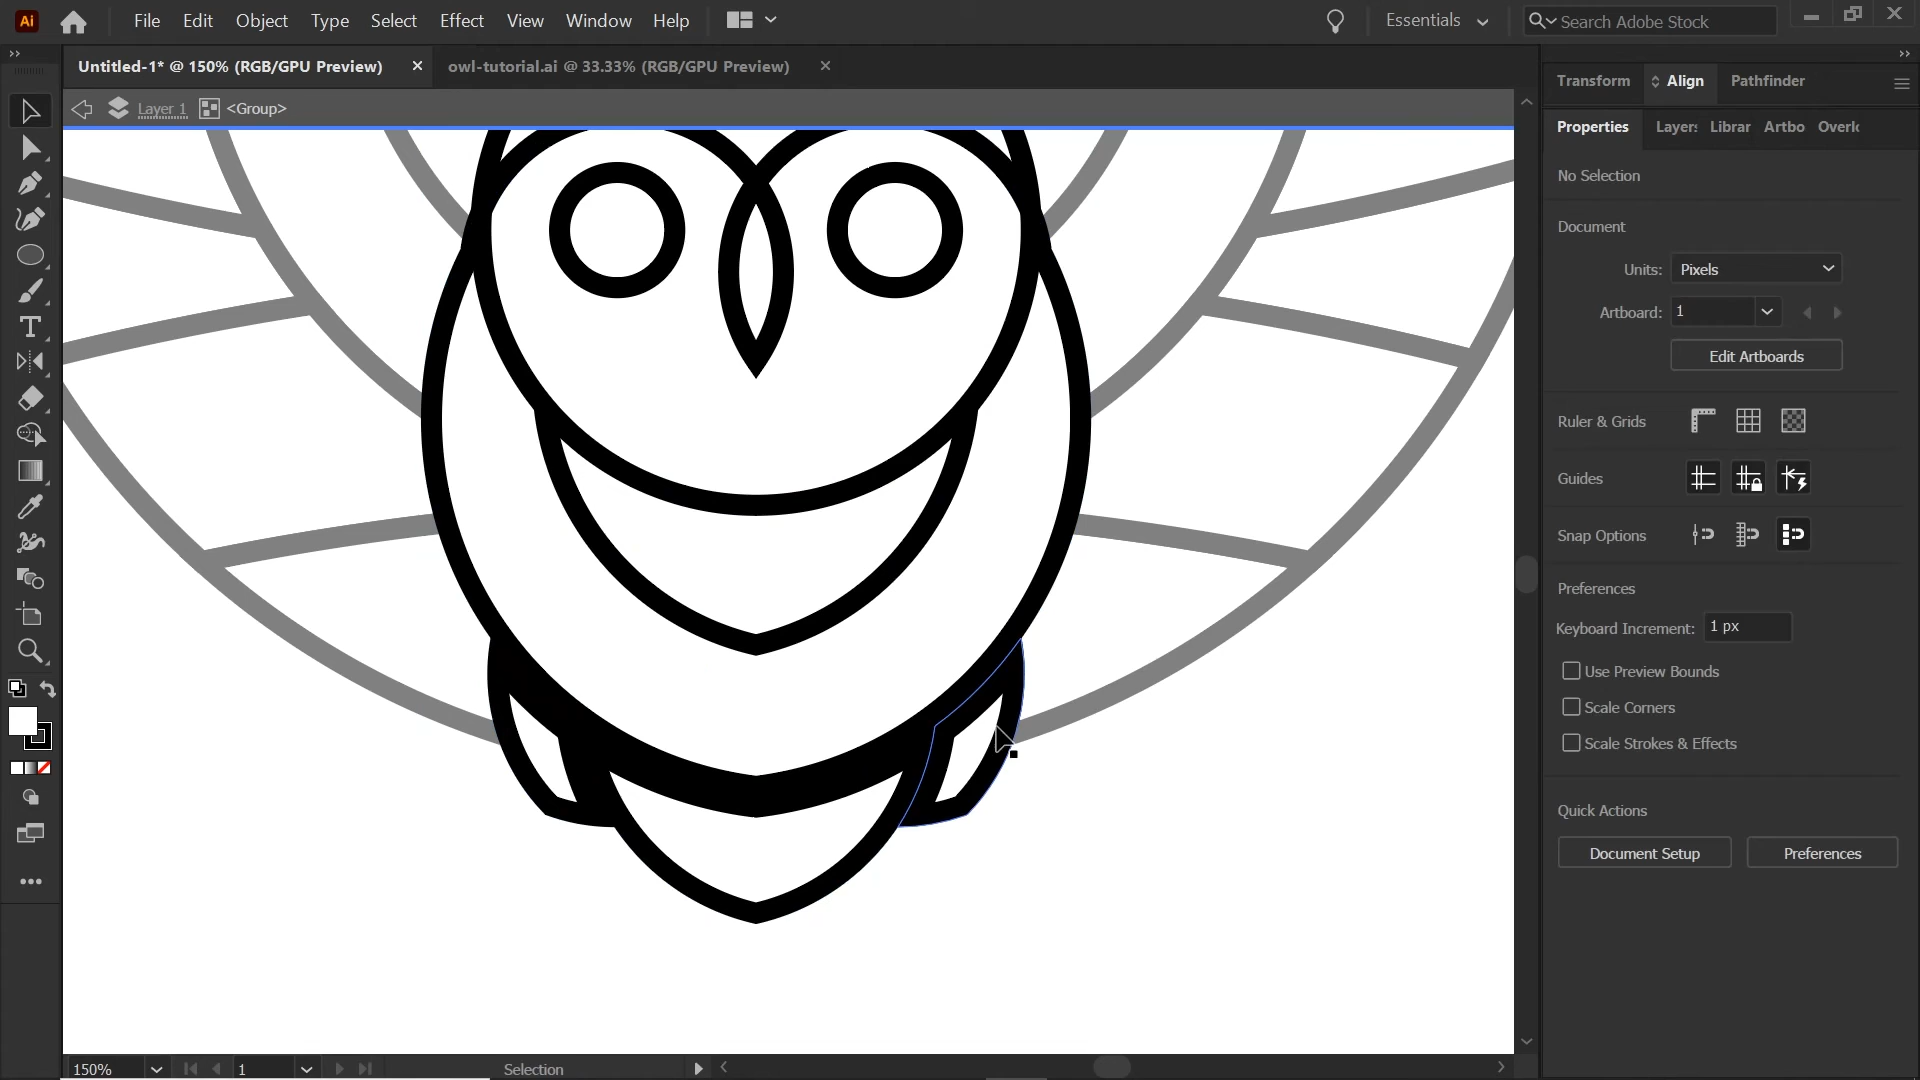 Ai File Edit Object Type Select Effect View Window Help Essentials Search Adobe Stock
Untitled-1* @ 150% (RGB/GPU Preview) owl-tutorial.ai @ 33.33% (RGB/GPU Preview)
Layer 1 <Group>
Transform Align Pathfinder
Properties Layers Librar Artbo Overlo
No Selection
Document
Units: Pixels
Artboard: 1
Edit Artboards
Ruler & Grids
Guides
Snap Options
Preferences
Keyboard Increment: 1 px
Use Preview Bounds
Scale Corners
Scale Strokes & Effects
Quick Actions
Document Setup Preferences
150% 1 Selection